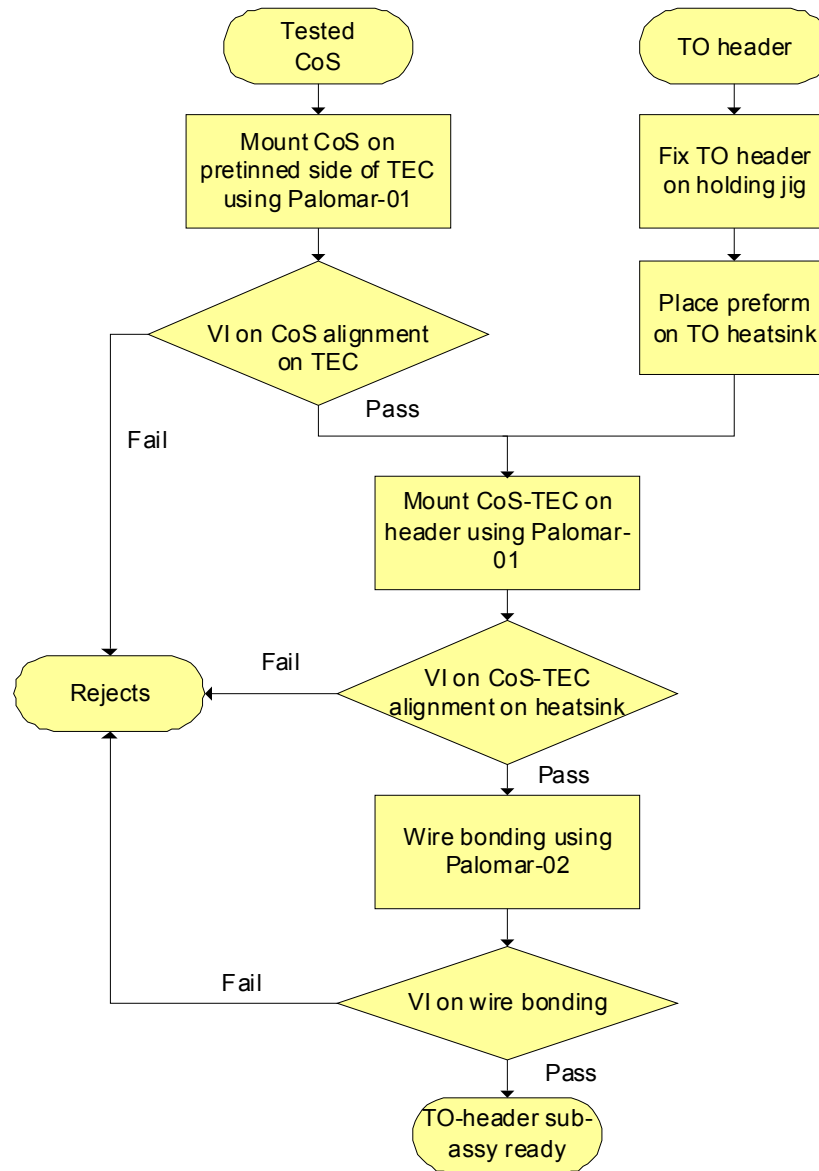 Tested
CoS
TO header
Mount CoS on
pretinned side of TEC
using Palomar-01
Fix TO header
on holding jig
Place preform
on TO heatsink
VI on CoS alignment
on TEC
Pass
Fail
Mount CoS-TEC on
header using Palomar-
01
Fail
Rejects
VI on CoS-TEC
alignment on heatsink
Pass
Wire bonding using
Palomar-02
Fail
VI on wire bonding
Pass
TO-header sub-
assy ready